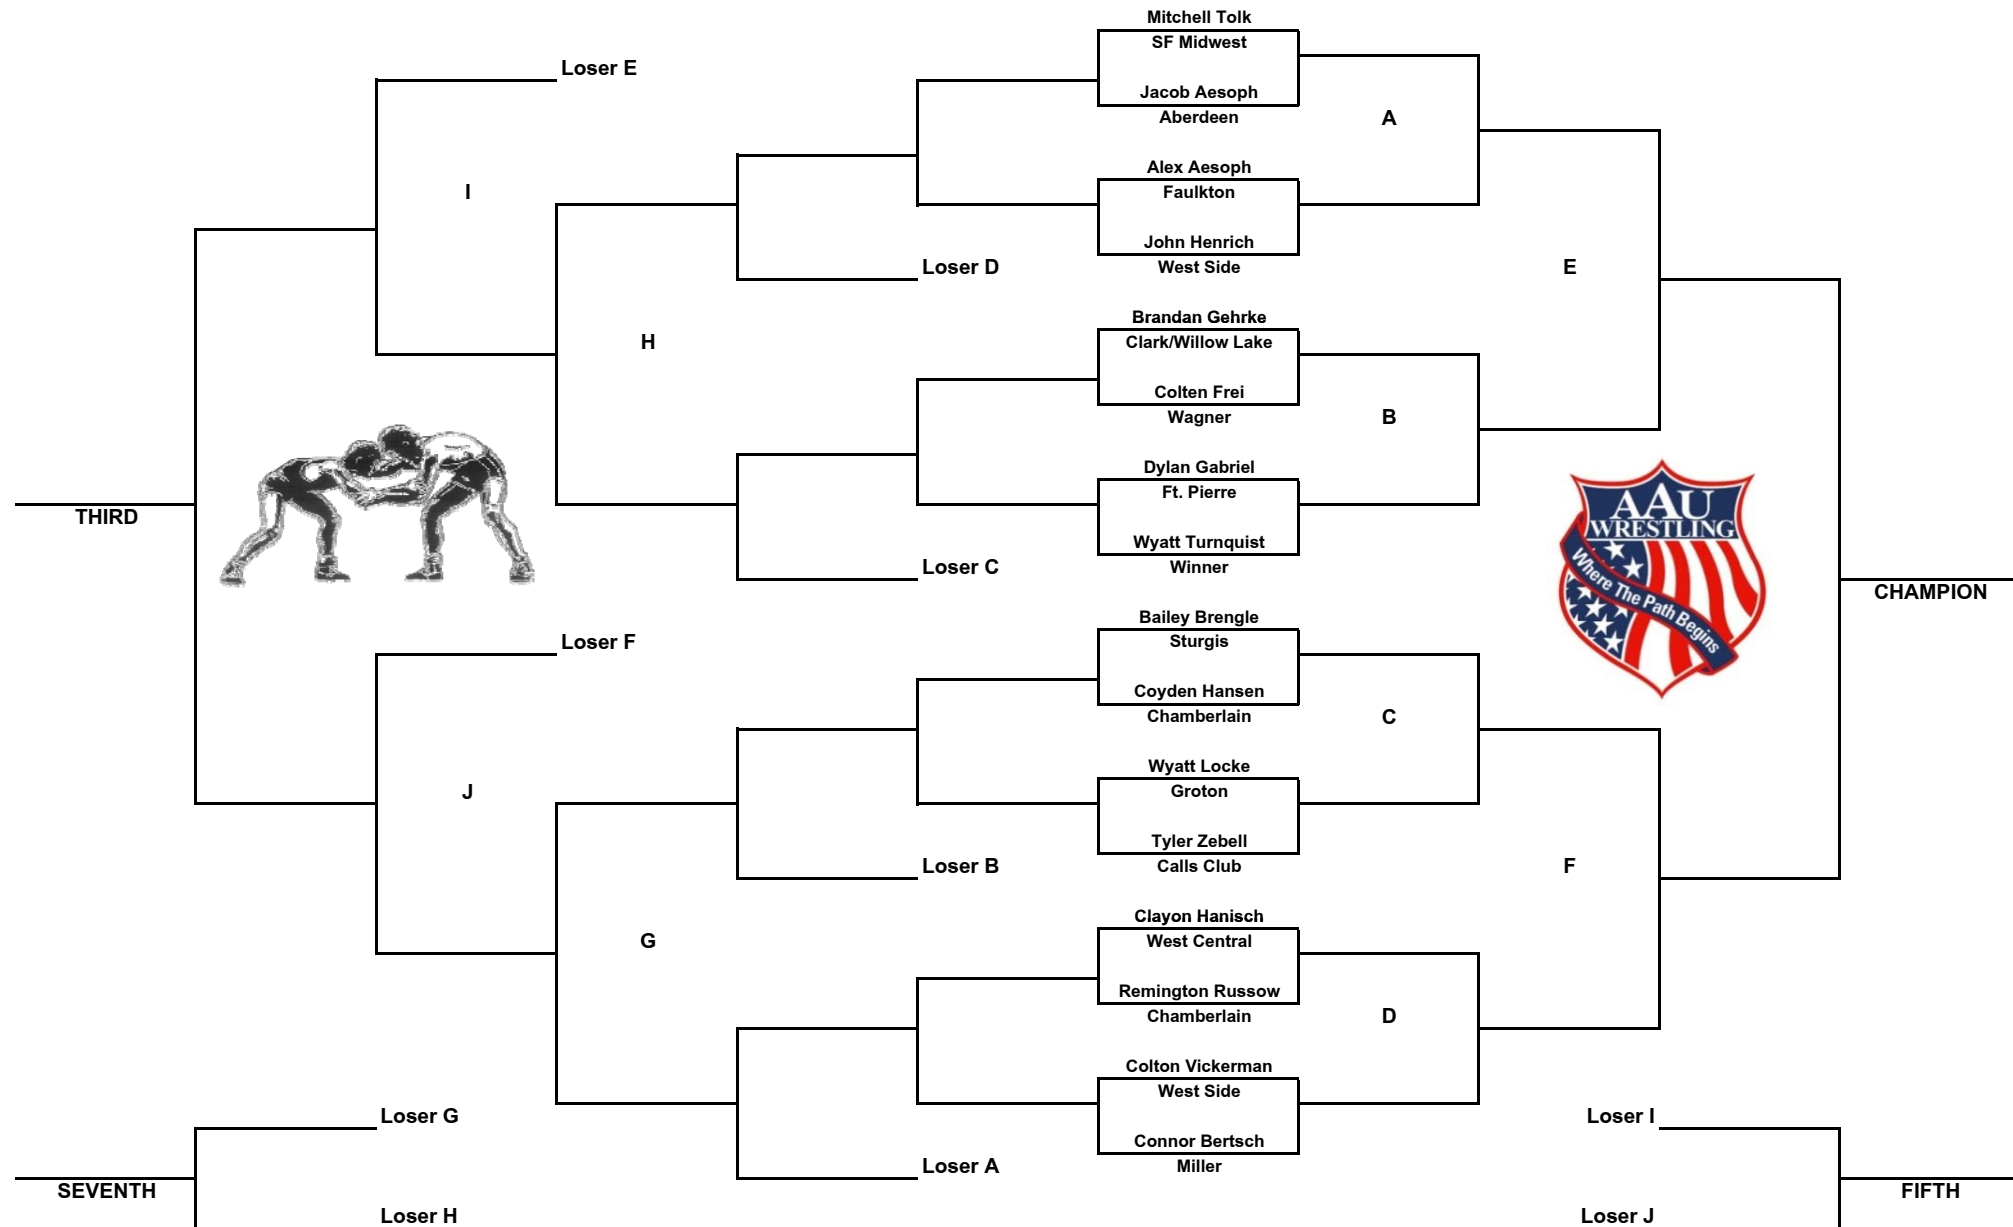 Mitchell Tolk
SF Midwest
Loser E
Jacob Aesoph
Aberdeen
A
Alex Aesoph
Faulkton
I
John Henrich
West Side
Loser D
E
Brandan Gehrke
Clark/Willow Lake
H
Colten Frei
Wagner
B
Dylan Gabriel
Ft. Pierre
THIRD
AAU
WRESTLING
Where The Path Begins
Wyatt Turnquist
Winner
Loser C
CHAMPION
Bailey Brengle
Sturgis
Loser F
Coyden Hansen
Chamberlain
C
Wyatt Locke
Groton
J
Tyler Zebell
Calls Club
Loser B
F
Clayon Hanisch
West Central
G
Remington Russow
Chamberlain
D
Colton Vickerman
West Side
Loser G
Loser I
Connor Bertsch
Miller
Loser A
SEVENTH
FIFTH
Loser H
Loser J